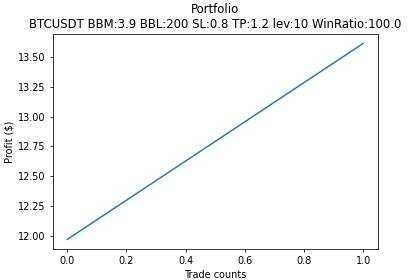 Portfolio
BTCUSDT BBM:3.9 BBL:200 SL:0.8 TP:1.2 lev:10 WinRatio:100.0
Profit ($)
13.50
13.25
13.00
12.75
12.50
12.25
12.00
0.0 0.2 0.4 0.6 0.8 1.0
Trade counts